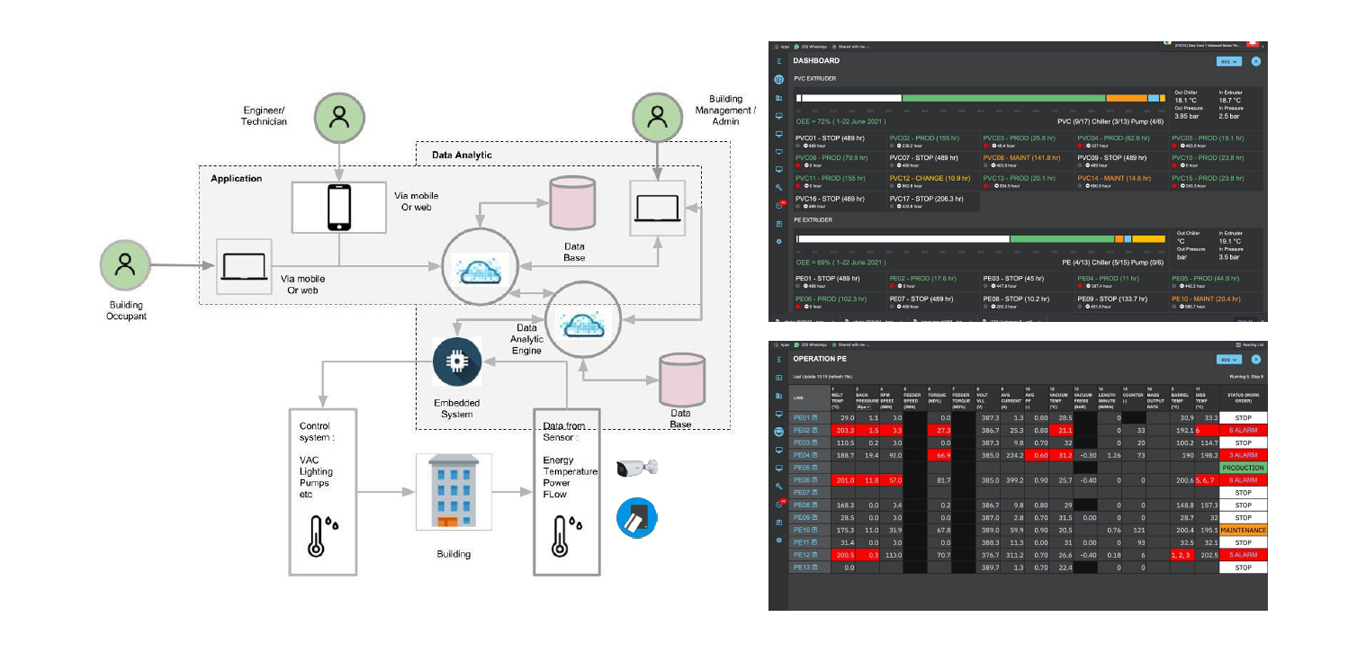 Engineer/
Technician
Building
Management /
Admin
Data Analytic
Application
Via mobile
Or web
Data
Base
Via mobile
Or web
Building
Occupant
Data
Analytic
Engine
Embedded
System
Data
Base
Control
system :
VAC
Lighting
Pumps
etc
Data from
Sensor :
Energy
Temperature
Power
FLow
Building
Apps WhatsApp Shared with me
DASHBOARD
AVG
PVC EXTRUDER
Out Chiller In Extruder
18.1 °C 18.7 °C
Out Pressure In Pressure
3.95 bar 2.5 bar
OEE = 72% ( 1-22 June 2021 ) PVC (9/17) Chiller (3/13) Pump (4/6)
PVC01 - STOP (489 hr) PVC02 - PROD (155 hr) PVC03 - PROD (25.8 hr) PVC04 - PROD (62.9 hr) PVC05 - PROD (19.1 hr)
PVC06 - PROD (79.9 hr) PVC07 - STOP (489 hr) PVC08 - MAINT (141.8 hr) PVC09 - STOP (489 hr) PVC10 - PROD (23.8 hr)
PVC11 - PROD (155 hr) PVC12 - CHANGE (10.9 hr) PVC13 - PROD (20.1 hr) PVC14 - MAINT (14.6 hr) PVC15 - PROD (23.8 hr)
PVC16 - STOP (489 hr) PVC17 - STOP (206.3 hr)
PE EXTRUDER
Out Chiller In Extruder
°C 19.1 °C
Out Pressure In Pressure
bar 3.5 bar
OEE = 69% ( 1-22 June 2021 ) PE (4/13) Chiller (5/15) Pump (0/6)
PE01 - STOP (489 hr) PE02 - PROD (17.6 hr) PE03 - STOP (45 hr) PE04 - PROD (11 hr) PE05 - PROD (44.9 hr)
PE06 - PROD (102.3 hr) PE07 - STOP (489 hr) PE08 - STOP (10.2 hr) PE09 - STOP (133.7 hr) PE10 - MAINT (20.4 hr)
Apps WhatsApp Shared with me Reading List
OPERATION PE
AVG
LINE MELT TEMP (°C) BACK PRESSURE RPM SPEED FEEDER SPEED TORQUE FEEDER TORQUE VOLT VLL (V) AVG CURRENT (A) AVG PF (-) VACUUM TEMP (°C) VACUUM PRESS (BAR) LENGTH COUNTER (-) MASS OUTPUT RATE BARREL TEMP (°C) DIES TEMP (°C) STATUS (WORK ORDER)
PE01 29.0 1.1 0.0 0.0 387.3 1.3 0.80 28.5 0 30.9 33.2 STOP
PE02 203.3 1.5 27.3 386.7 25.3 0.80 21.1 0 33 192.1 6 ALARM
PE03 110.5 0.2 0.0 0.0 387.3 9.8 0.70 32 0 20 100.2 114.7 STOP
PE04 188.7 19.4 92.0 66.9 385.0 224.2 0.60 31.2 -0.30 1.26 73 190 198.2 3 ALARM
PE05 PRODUCTION
PE06 201.0 11.8 57.0 81.7 385.0 399.2 0.90 25.7 -0.40 0 0 200.6 5, 6, 7 6 ALARM
PE07 STOP
PE08 168.3 0.0 0.4 0.2 386.7 9.8 0.80 29 0 0 148.8 157.3 STOP
PE09 28.5 0.0 0.0 0.0 387.0 2.8 0.70 31.5 0.00 0 0 28.7 32 STOP
PE10 175.3 11.0 35.9 67.8 389.0 59.9 0.90 20.5 0.76 121 200.4 195.1 MAINTENANCE
PE11 31.4 0.0 0.0 0.0 388.3 11.3 0.00 31 0.00 0 93 32.5 32.1 STOP
PE12 200.5 0.3 113.0 70.7 376.7 311.2 0.70 26.6 -0.40 0.18 6 1, 2, 3 202.5 5 ALARM
PE13 0.0 389.7 1.3 0.70 22.4 0 0 STOP